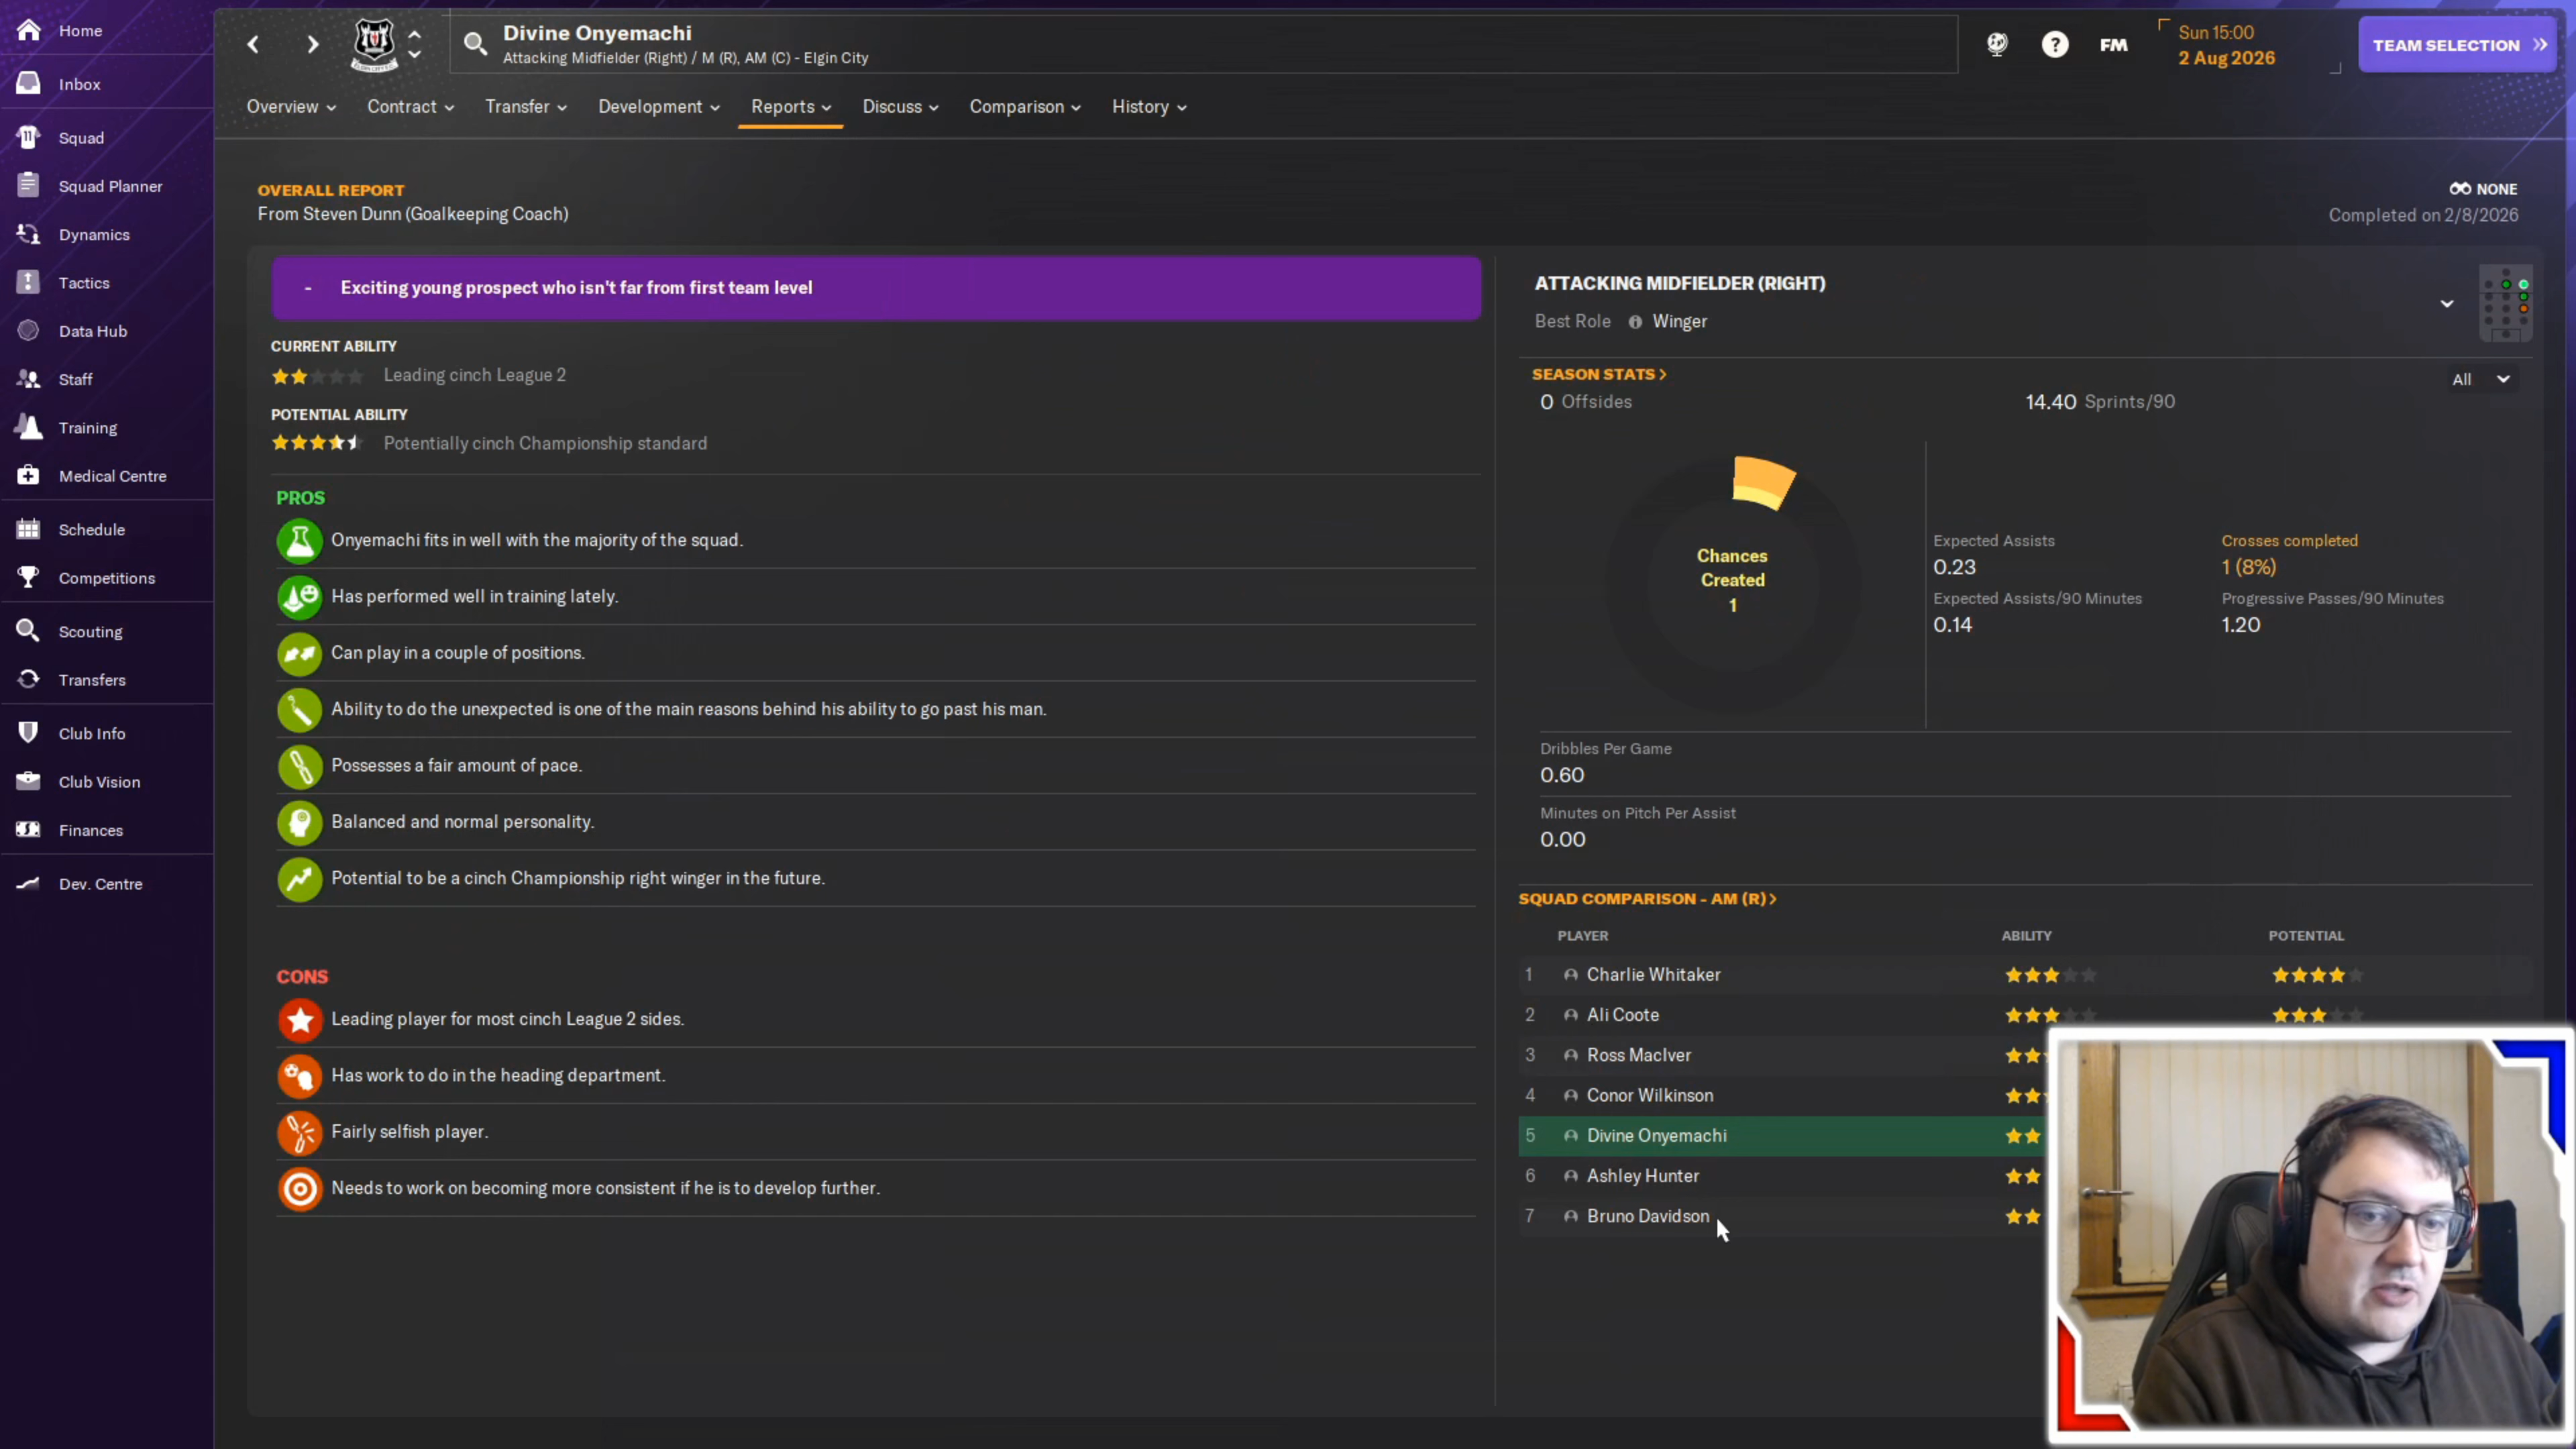 Home
Inbox
Squad
Squad Planner
Dynamics
Tactics
Data Hub
Staff
Training
Medical Centre
Schedule
Competitions
Scouting
Transfers
Club Info
Club Vision
Finances
Dev. Centre
Divine Onyemachi
Attacking Midfielder (Right) / M (R), AM (C) - Elgin City
FM
Sun 15:00
2 Aug 2026
TEAM SELECTION
Overview Contract Transfer Development Reports Discuss Comparison History
OVERALL REPORT
From Steven Dunn (Goalkeeping Coach)
NONE
Completed on 2/8/2026
- Exciting young prospect who isn't far from first team level
CURRENT ABILITY
Leading cinch League 2
POTENTIAL ABILITY
Potentially cinch Championship standard
PROS
Onyemachi fits in well with the majority of the squad.
Has performed well in training lately.
Can play in a couple of positions.
Ability to do the unexpected is one of the main reasons behind his ability to go past his man.
Possesses a fair amount of pace.
Balanced and normal personality.
Potential to be a cinch Championship right winger in the future.
CONS
Leading player for most cinch League 2 sides.
Has work to do in the heading department.
Fairly selfish player.
Needs to work on becoming more consistent if he is to develop further.
ATTACKING MIDFIELDER (RIGHT)
Best Role Winger
SEASON STATS
All
0 Offsides
14.40 Sprints/90
Chances
Created
1
Expected Assists
0.23
Crosses completed
1 (8%)
Expected Assists/90 Minutes
0.14
Progressive Passes/90 Minutes
1.20
Dribbles Per Game
0.60
Minutes on Pitch Per Assist
0.00
SQUAD COMPARISON - AM (R)
PLAYER ABILITY POTENTIAL
1 Charlie Whitaker
2 Ali Coote
3 Ross MacIver
4 Conor Wilkinson
5 Divine Onyemachi
6 Ashley Hunter
7 Bruno Davidson